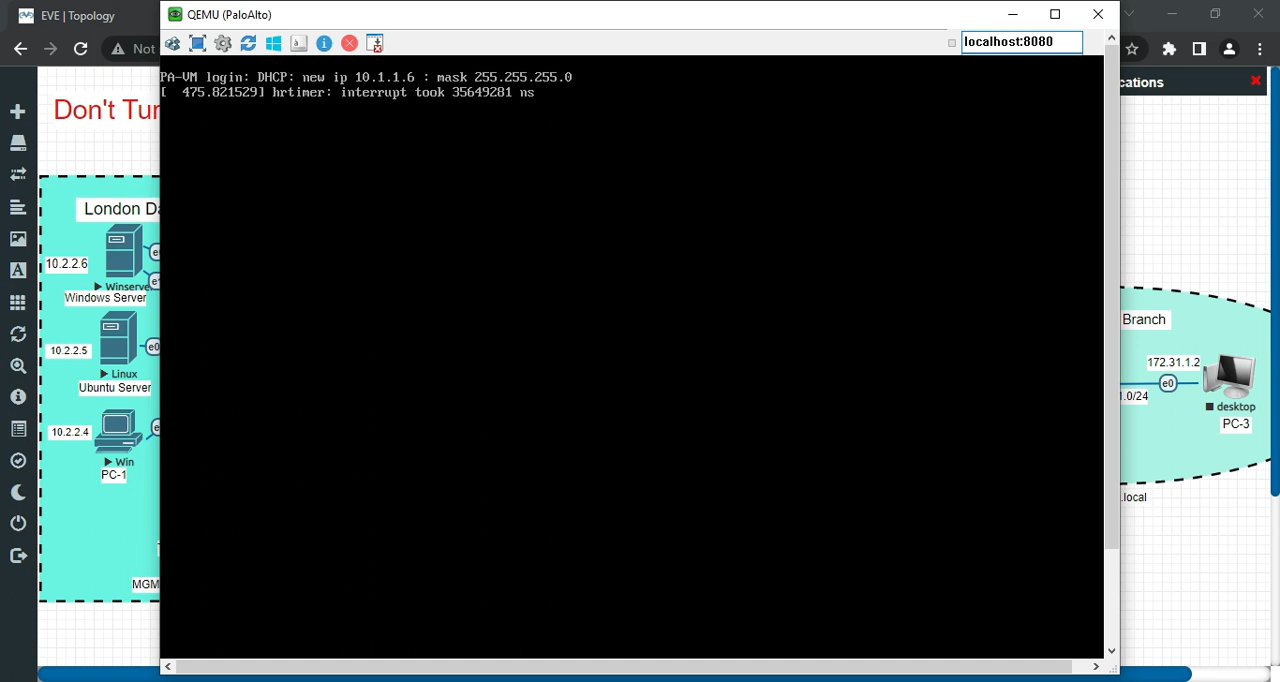 EVE | Topology
QEMU (PaloAlto)
Not
localhost:8080
PA-VM login: DHCP: new ip 10.1.1.6 : mask 255.255.255.0
[  475.821529] hrtimer: interrupt took 35649281 ns
cations
Don't Tur
London Da
10.2.2.6
e
e
Winserve
Windows Server
10.2.2.5
e0
Linux
Ubuntu Server
10.2.2.4
e
Win
PC-1
MGM
Branch
172.31.1.2
e0
1.0/24
desktop
PC-3
.local